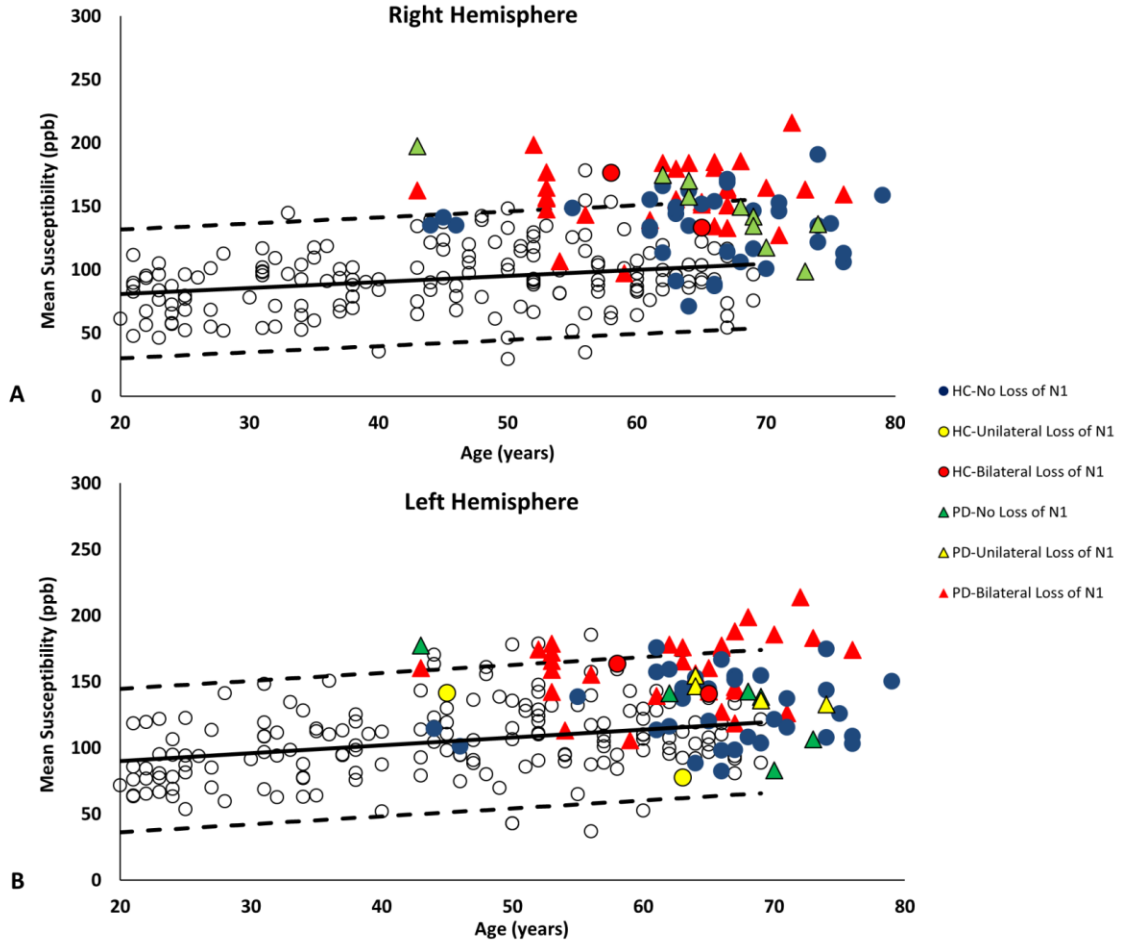 Right Hemisphere
300
250
200
150
100
50
0
Mean Susceptibility (ppb)
20 30 40 50 60 70 80
Age (years)
A
HC-No Loss of N1
HC-Unilateral Loss of N1
HC-Bilateral Loss of N1
PD-No Loss of N1
PD-Unilateral Loss of N1
PD-Bilateral Loss of N1
Left Hemisphere
300
250
200
150
100
50
0
Mean Susceptibility (ppb)
20 30 40 50 60 70 80
Age (years)
B